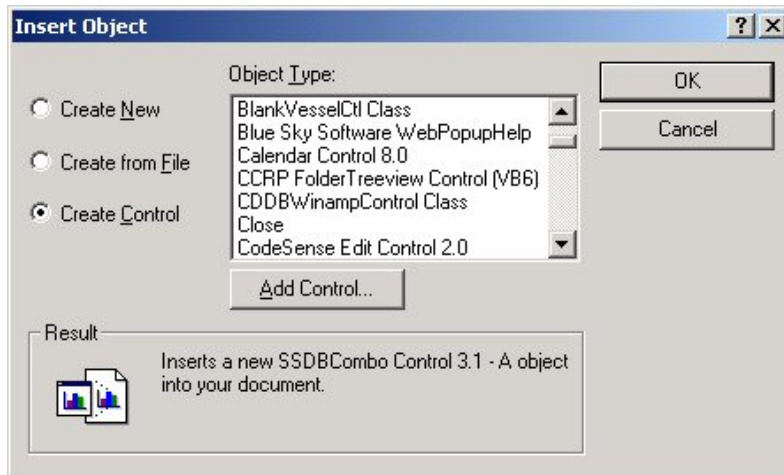 Insert Object
Object Type:
Create New
Create from File
Create Control
BlankVesselCtl Class
Blue Sky Software WebPopupHelp
Calendar Control 8.0
CCRP FolderTreeview Control (VB6)
CDDBWinampControl Class
Close
CodeSense Edit Control 2.0
Add Control...
OK
Cancel
Result
Inserts a new SSDBCombo Control 3.1 - A object
into your document.